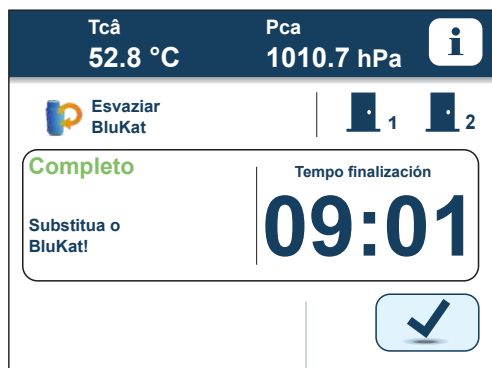 Tcâ
52.8 °C
Pca
1010.7 hPa
i
Esvaziar
BluKat
1
2
Completo
Substitua o
BluKat!
Tempo finalización
09:01